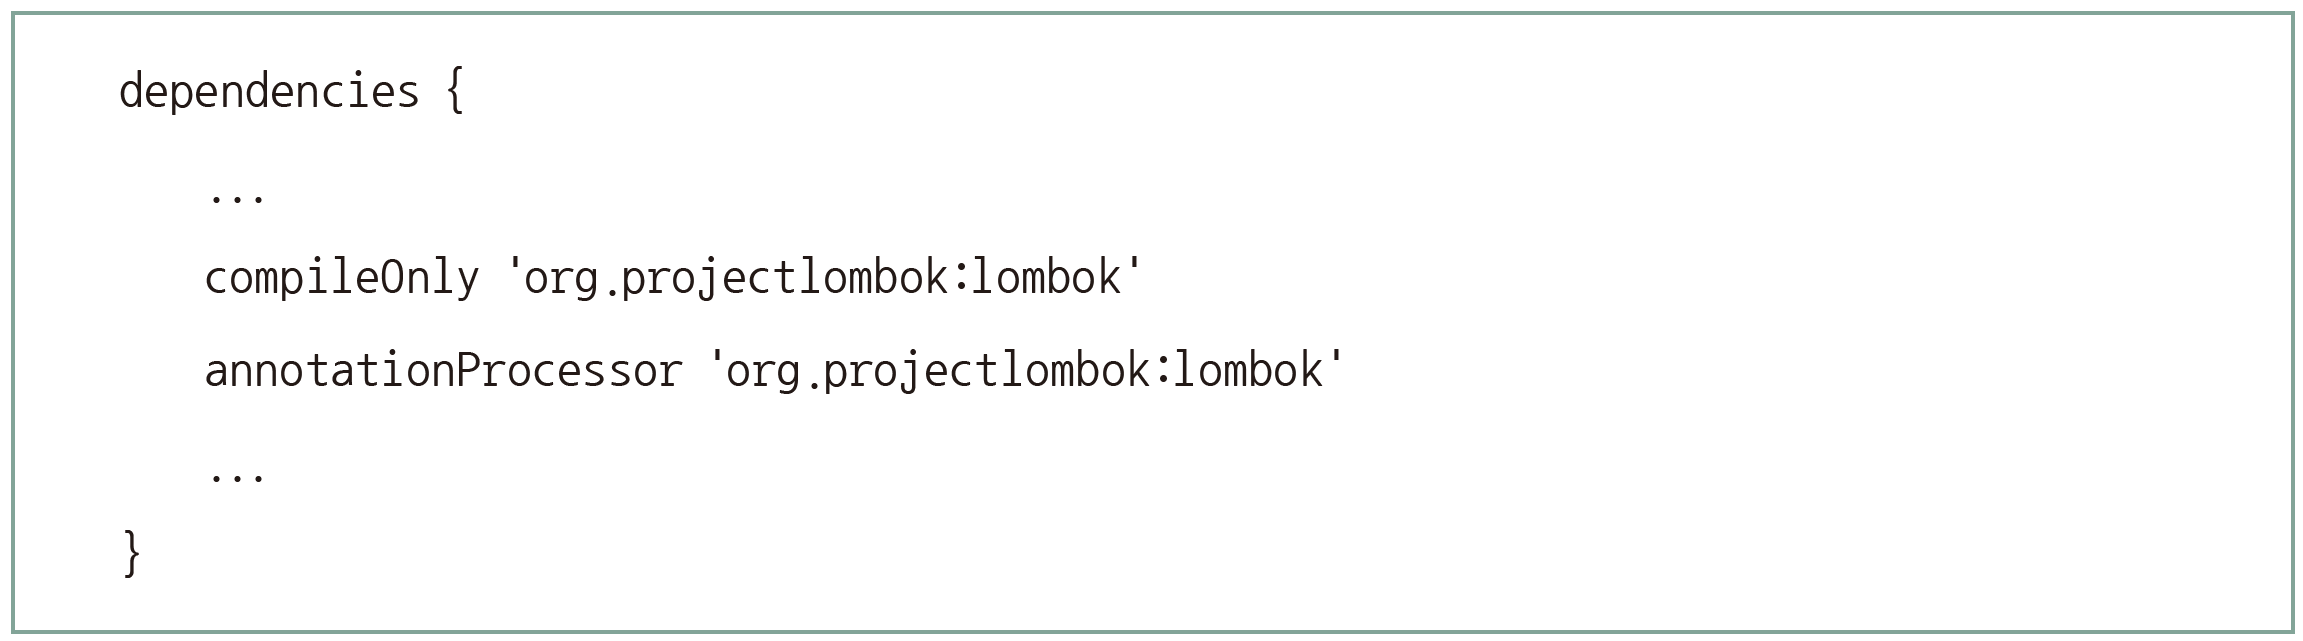 dependencies {
...
compileOnly 'org.projectlombok:lombok'
annotationProcessor 'org.projectlombok:lombok'
...
}